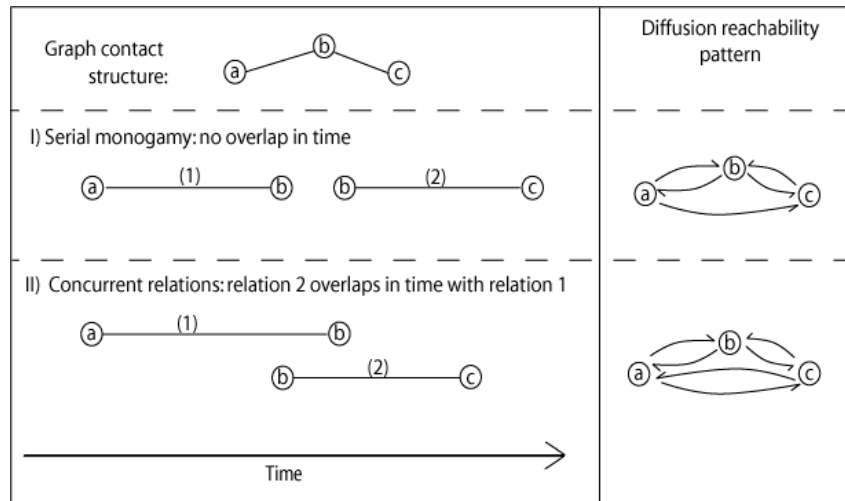 Graph contact
structure:
a
b
c
Diffusion reachability
pattern
I) Serial monogamy: no overlap in time
a
(1)
b
b
(2)
c
a
b
c
II) Concurrent relations: relation 2 overlaps in time with relation 1
a
(1)
b
b
(2)
c
a
b
c
Time